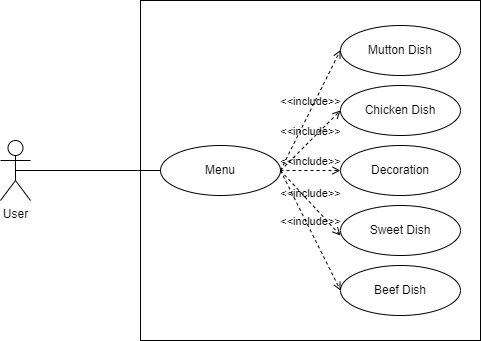 Mutton Dish
<<include>>
Chicken Dish
<<include>>
User
Menu
<<include>>
Decoration
<<include>>
Sweet Dish
<<include>>
Beef Dish